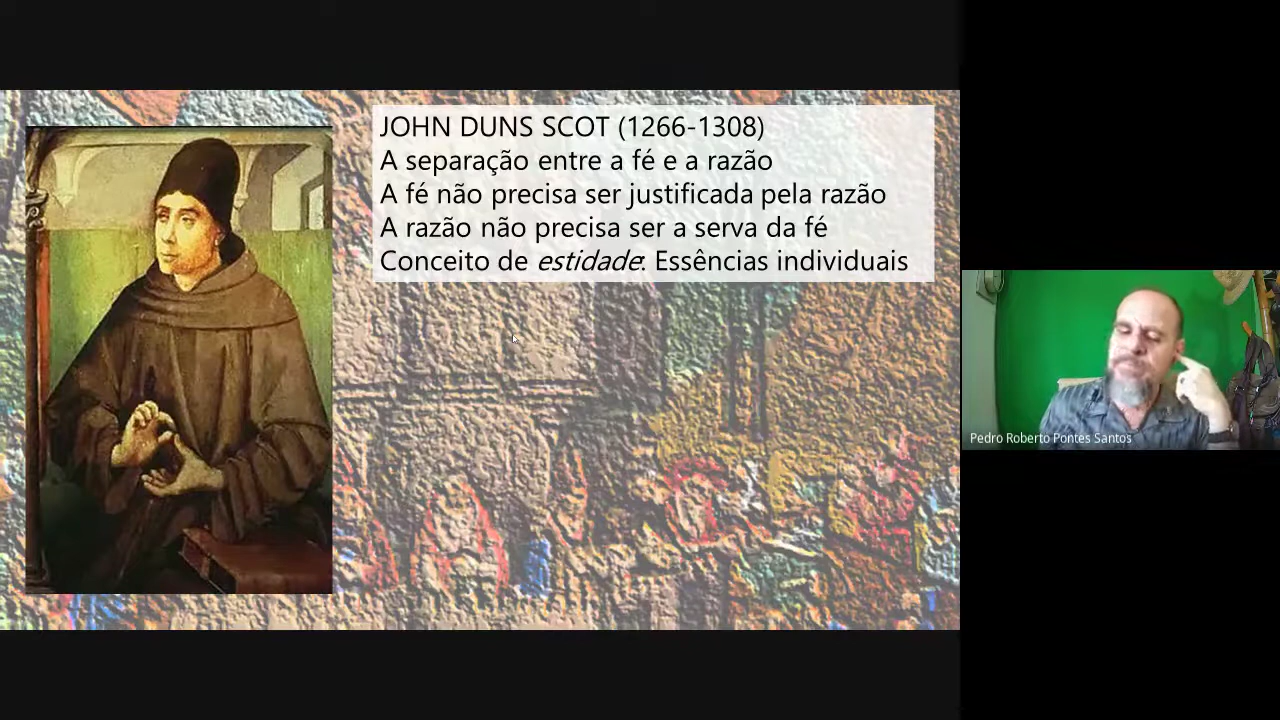 JOHN DUNS SCOT (1266-1308)
A separação entre a fé e a razão
A fé não precisa ser justificada pela razão
A razão não precisa ser a serva da fé
Conceito de estidade: Essências individuais
Pedro Roberto Pontes Santos